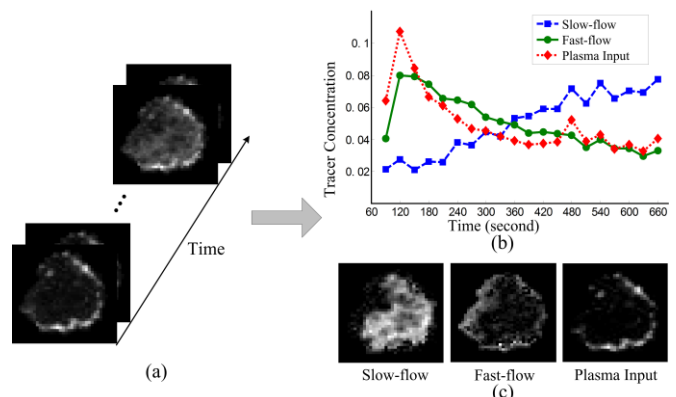 Time
(a)
Slow-flow
Fast-flow
Plasma Input
Tracer Concentration
0.1
0.08
0.06
0.04
0.02
60 120 180 240 300 360 420 480 540 600 660
Time (second)
(b)
Slow-flow Fast-flow Plasma Input
(c)